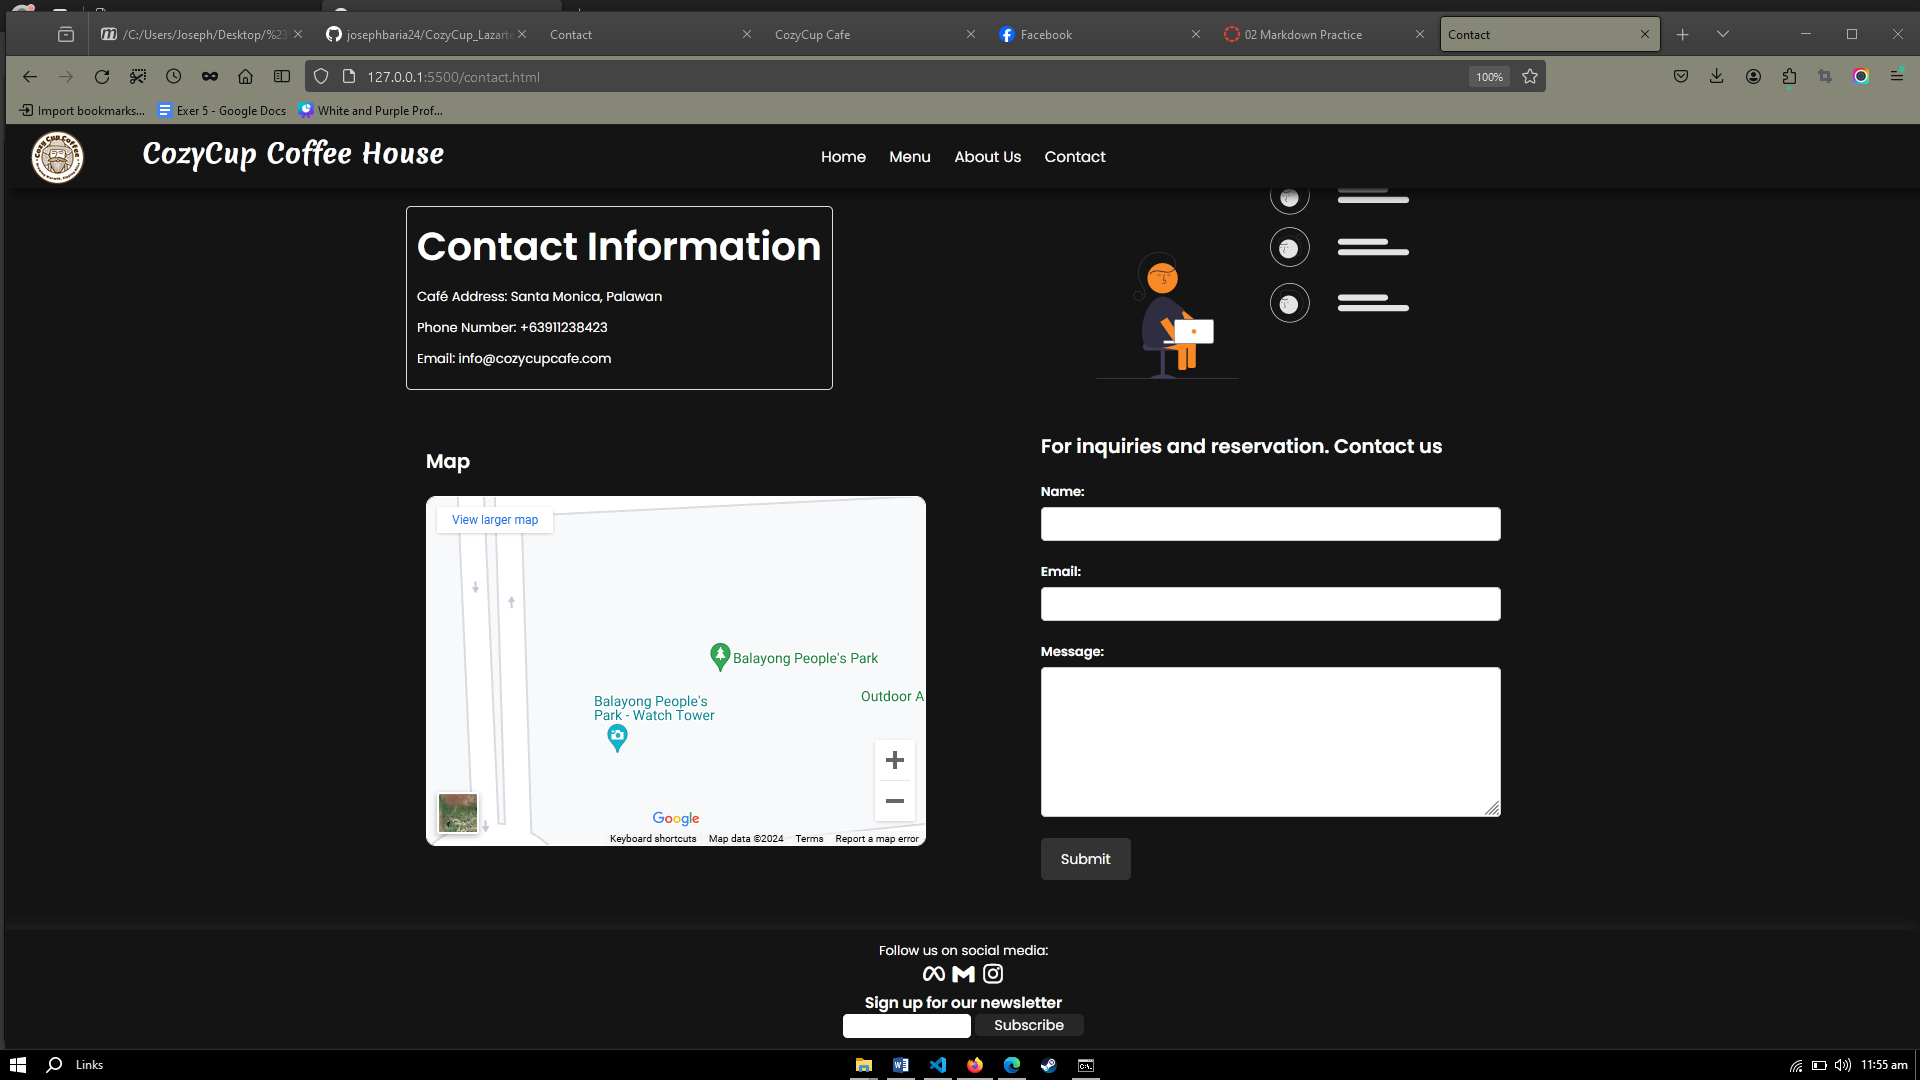 /C:/Users/Joseph/Desktop/%23
josephbaria24/CozyCup_Lazarte
Contact
CozyCup Cafe
Facebook
02 Markdown Practice
Contact
127.0.0.1:5500/contact.html
100%
Import bookmarks...
Exer 5 - Google Docs
White and Purple Prof...
CozyCup Coffee House
Home
Menu
About Us
Contact
Contact Information
Café Address: Santa Monica, Palawan
Phone Number: +63911238423
Email: info@cozycupcafe.com
Map
View larger map
Balayong People's Park
Outdoor A
Balayong People's
Park - Watch Tower
Google
Keyboard shortcuts
Map data ©2024
Terms
Report a map error
For inquiries and reservation. Contact us
Name:
Email:
Message:
Submit
Follow us on social media:
Sign up for our newsletter
Subscribe
Links
11:55 am